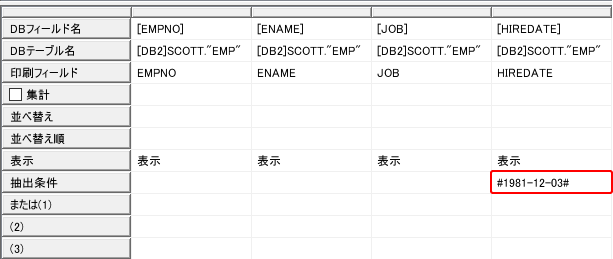 DBフィールド名 [EMPNO] [ENAME] [JOB] [HIREDATE]
DBテーブル名 [DB2]SCOTT."EMP" [DB2]SCOTT."EMP" [DB2]SCOTT."EMP" [DB2]SCOTT."EMP"
印刷フィールド EMPNO ENAME JOB HIREDATE
集計
並べ替え
並べ替え順
表示 表示 表示 表示 表示
抽出条件 #1981-12-03#
または(1)
(2)
(3)